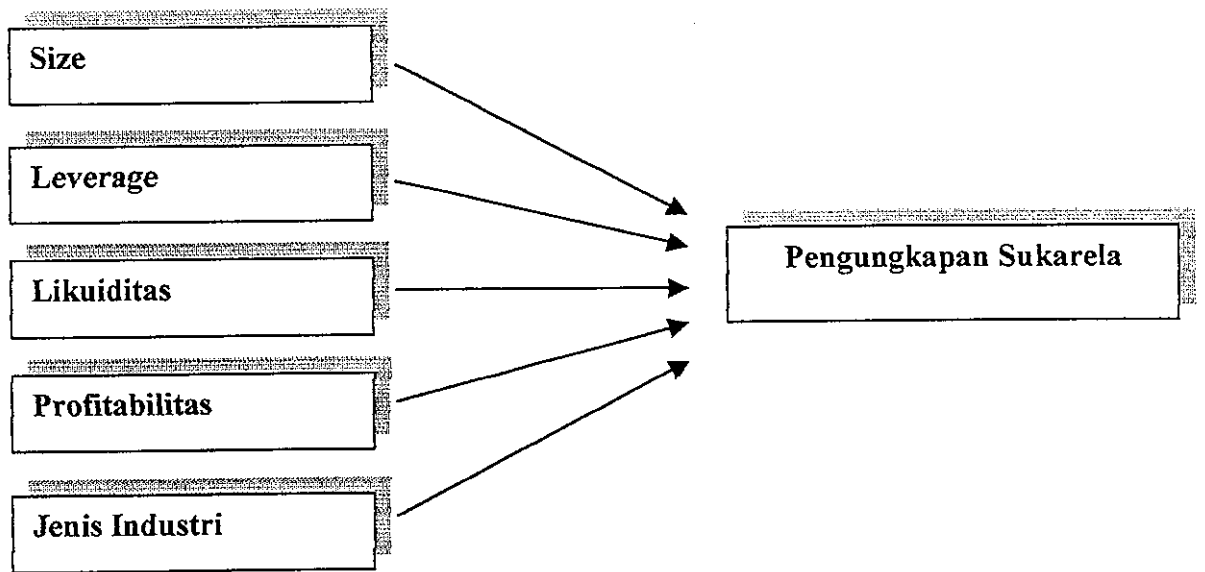 Size
Leverage
Likuiditas
Profitabilitas
Jenis Industri
Pengungkapan Sukarela